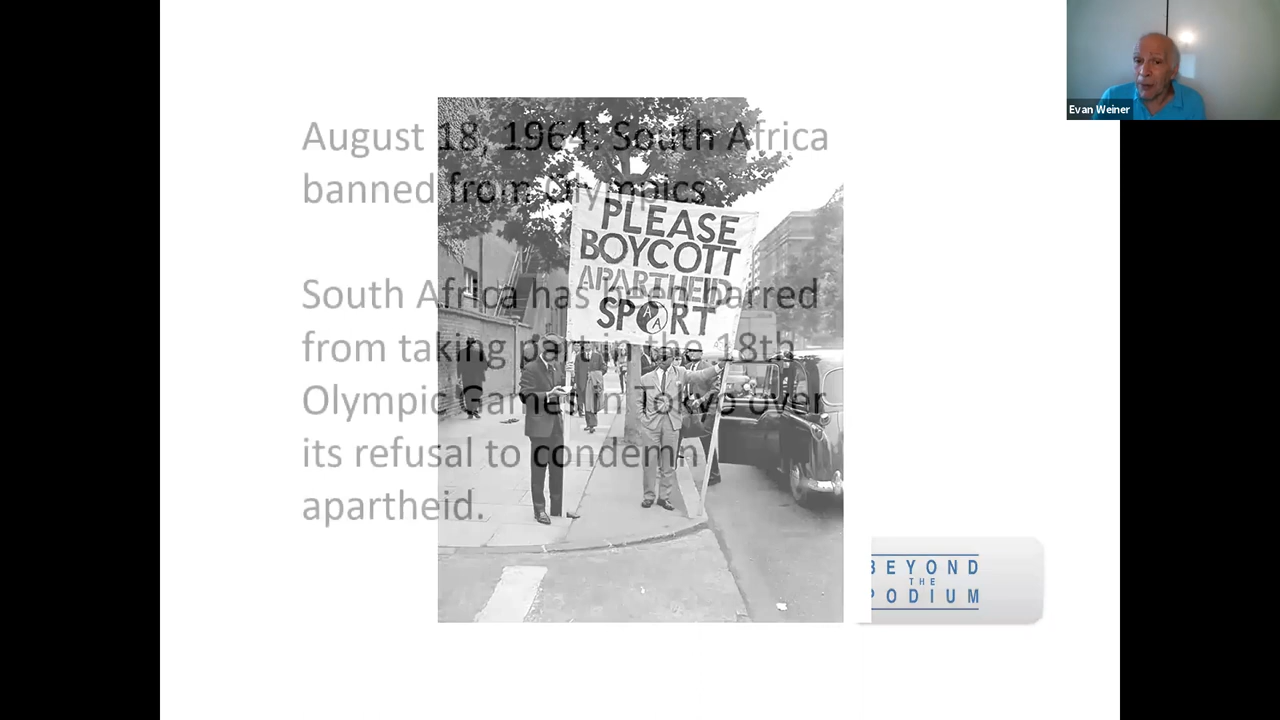 Evan Weiner
August 18, 1964: South Africa
banned from Olympics
PLEASE
BOYCOTT
APARTHEID
SPORT
South Africa has been barred
from taking part in the 18th
Olympic Games in Tokyo over
its refusal to condemn
apartheid.
BEYOND
THE
PODIUM